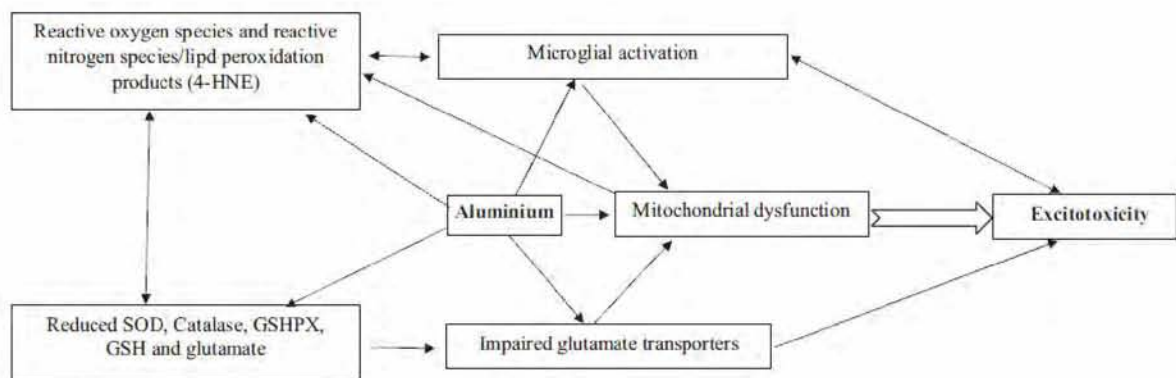 Reactive oxygen species and reactive
nitrogen species/lipd peroxidation
products (4-HNE)
Microglial activation
Aluminium
Mitochondrial dysfunction
Excitotoxicity
Reduced SOD, Catalase, GSHPX,
GSH and glutamate
Impaired glutamate transporters